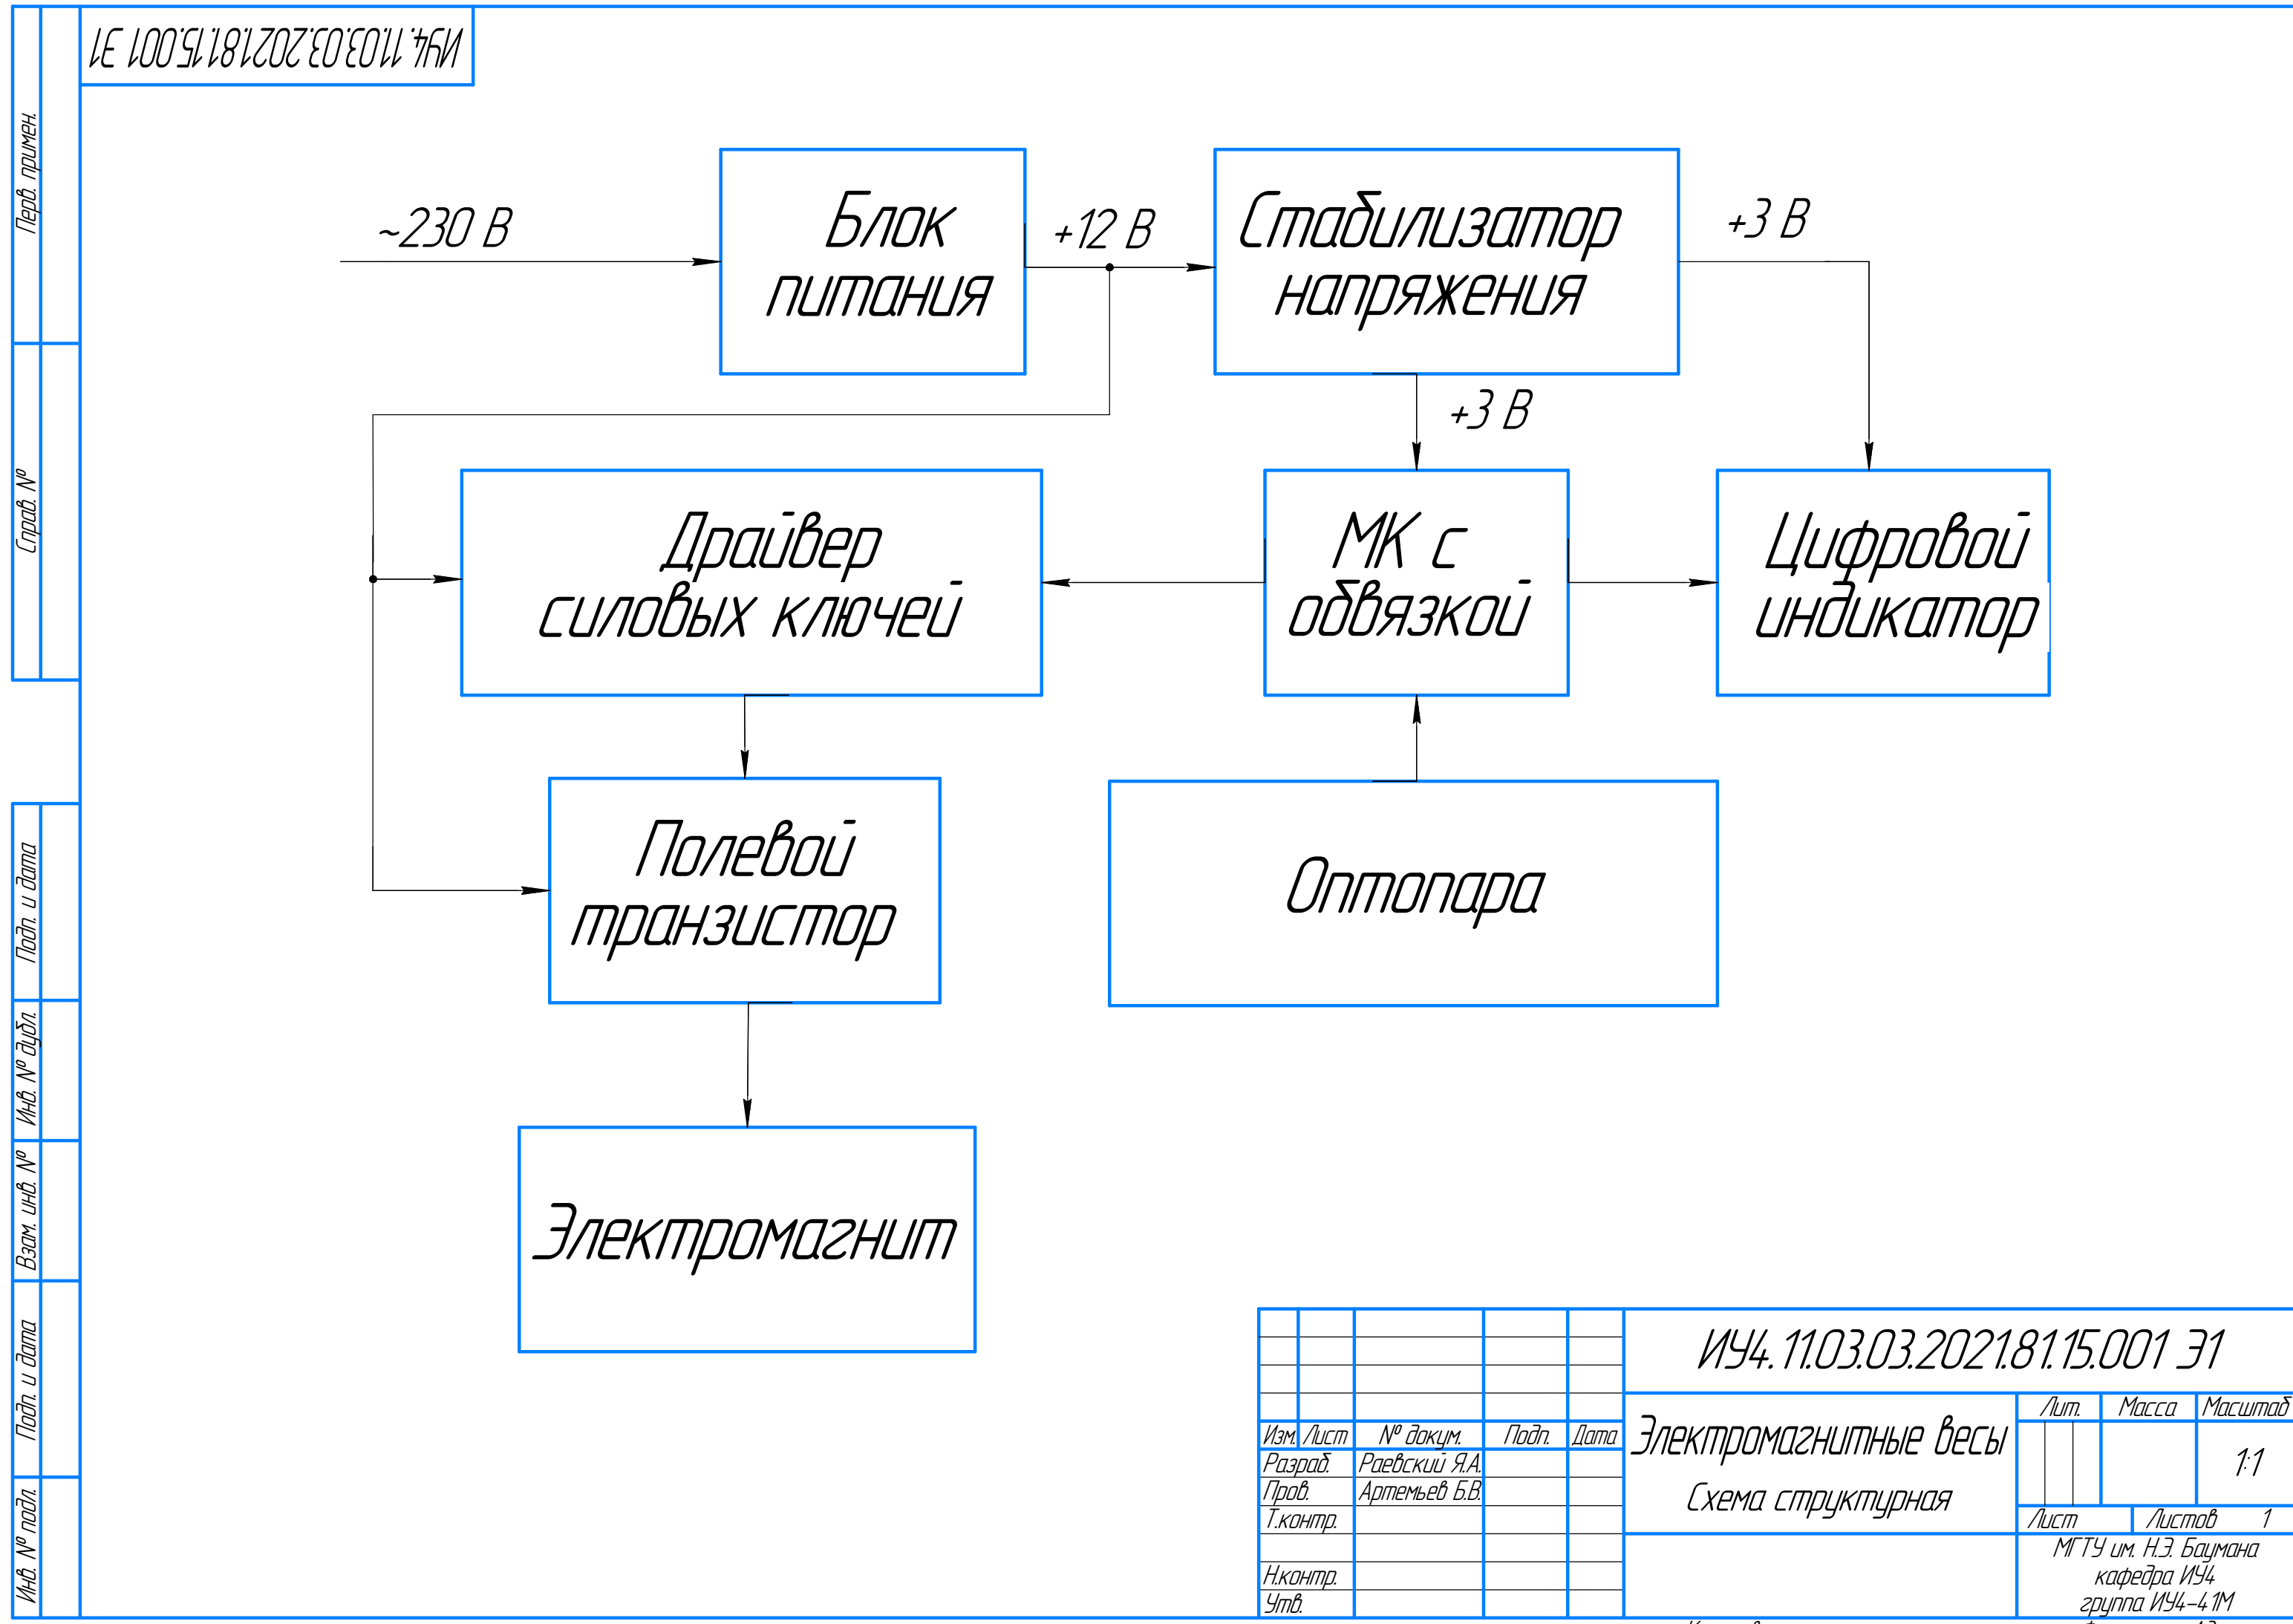 ИУ4.11.03.03.2021.81.15.001 Э1
Перв. примен.
Справ. №
Подп. и дата
Инв. № дубл.
Взам. инв. №
Подп. и дата
Инв. № подл.
~230 В
Блок
питания
+12 В
Стабилизатор
напряжения
+3 В
+3 В
Драйвер
силовых ключей
МК с
обвязкой
Цифровой
индикатор
Полевой
транзистор
Оптопара
Электромагнит
ИУ4.11.03.03.2021.81.15.001 Э1
Изм. Лист № докум. Подп. Дата
Разраб. Раевский Я.А.
Пров. Артемьев Б.В.
Т.контр.
Н.контр.
Утв.
Электромагнитные весы
Схема структурная
Лит. Масса Масштаб
1:1
Лист Листов 1
МГТУ им. Н.Э. Баумана
кафедра ИУ4
группа ИУ4-41М